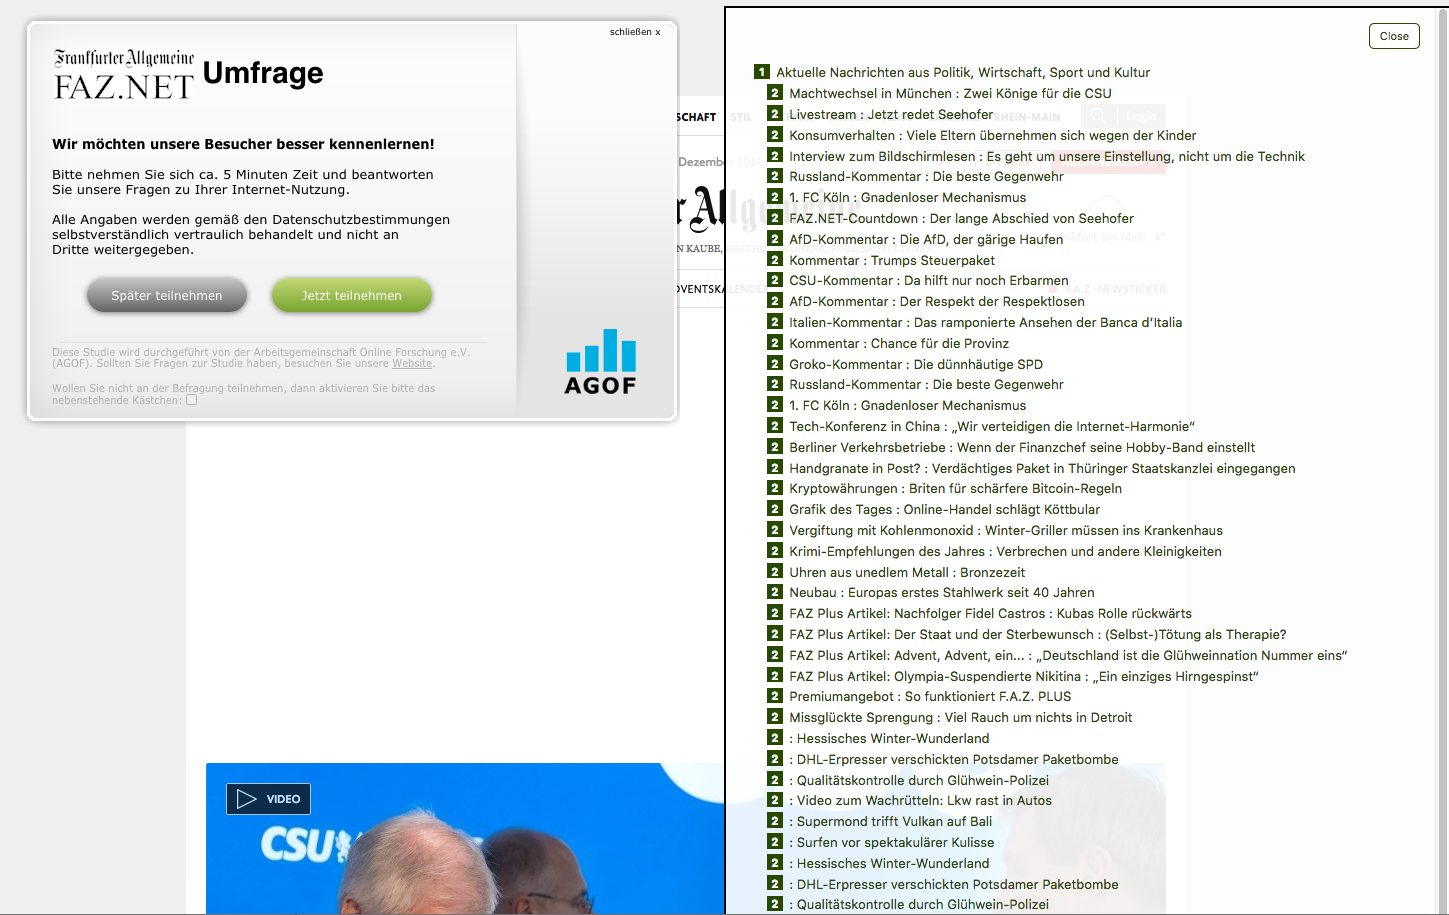 schließen x
Frankfurter Allgemeine
FAZ.NET Umfrage
Wir möchten unsere Besucher besser kennenlernen!
Bitte nehmen Sie sich ca. 5 Minuten Zeit und beantworten
Sie unsere Fragen zu Ihrer Internet-Nutzung.
Alle Angaben werden gemäß den Datenschutzbestimmungen
selbstverständlich vertraulich behandelt und nicht an
Dritte weitergegeben.
Später teilnehmen
Jetzt teilnehmen
Diese Studie wird durchgeführt von der Arbeitsgemeinschaft Online Forschung e.V.
(AGOF). Sollten Sie Fragen zur Studie haben, besuchen Sie unsere Website.
Wollen Sie nicht an der Befragung teilnehmen, dann aktivieren Sie bitte das
nebenstehende Kästchen:
AGOF
SCHAFT STIL
RHEIN-MAIN
Login
Dezember 2017
r Allgemeine
N KAUBE,
Frankfurt am Main 4°
DVENTSKALENDER
F.A.Z.-NEWSTICKER
VIDEO
CSU
Close
1 Aktuelle Nachrichten aus Politik, Wirtschaft, Sport und Kultur
2 Machtwechsel in München : Zwei Könige für die CSU
2 Livestream : Jetzt redet Seehofer
2 Konsumverhalten : Viele Eltern übernehmen sich wegen der Kinder
2 Interview zum Bildschirmlesen : Es geht um unsere Einstellung, nicht um die Technik
2 Russland-Kommentar : Die beste Gegenwehr
2 1. FC Köln : Gnadenloser Mechanismus
2 FAZ.NET-Countdown : Der lange Abschied von Seehofer
2 AfD-Kommentar : Die AfD, der gärige Haufen
2 Kommentar : Trumps Steuerpaket
2 CSU-Kommentar : Da hilft nur noch Erbarmen
2 AfD-Kommentar : Der Respekt der Respektlosen
2 Italien-Kommentar : Das ramponierte Ansehen der Banca d’Italia
2 Kommentar : Chance für die Provinz
2 Groko-Kommentar : Die dünnhäutige SPD
2 Russland-Kommentar : Die beste Gegenwehr
2 1. FC Köln : Gnadenloser Mechanismus
2 Tech-Konferenz in China : „Wir verteidigen die Internet-Harmonie“
2 Berliner Verkehrsbetriebe : Wenn der Finanzchef seine Hobby-Band einstellt
2 Handgranate in Post? : Verdächtiges Paket in Thüringer Staatskanzlei eingegangen
2 Kryptowährungen : Briten für schärfere Bitcoin-Regeln
2 Grafik des Tages : Online-Handel schlägt Köttbular
2 Vergiftung mit Kohlenmonoxid : Winter-Griller müssen ins Krankenhaus
2 Krimi-Empfehlungen des Jahres : Verbrechen und andere Kleinigkeiten
2 Uhren aus unedlem Metall : Bronzezeit
2 Neubau : Europas erstes Stahlwerk seit 40 Jahren
2 FAZ Plus Artikel: Nachfolger Fidel Castros : Kubas Rolle rückwärts
2 FAZ Plus Artikel: Der Staat und der Sterbewunsch : (Selbst-)Tötung als Therapie?
2 FAZ Plus Artikel: Advent, Advent, ein... : „Deutschland ist die Glühweinnation Nummer eins“
2 FAZ Plus Artikel: Olympia-Suspendierte Nikitina : „Ein einziges Hirngespinst“
2 Premiumangebot : So funktioniert F.A.Z. PLUS
2 Missglückte Sprengung : Viel Rauch um nichts in Detroit
2 : Hessisches Winter-Wunderland
2 : DHL-Erpresser verschickten Potsdamer Paketbombe
2 : Qualitätskontrolle durch Glühwein-Polizei
2 : Video zum Wachrütteln: Lkw rast in Autos
2 : Supermond trifft Vulkan auf Bali
2 : Surfen vor spektakulärer Kulisse
2 : Hessisches Winter-Wunderland
2 : DHL-Erpresser verschickten Potsdamer Paketbombe
2 : Qualitätskontrolle durch Glühwein-Polizei